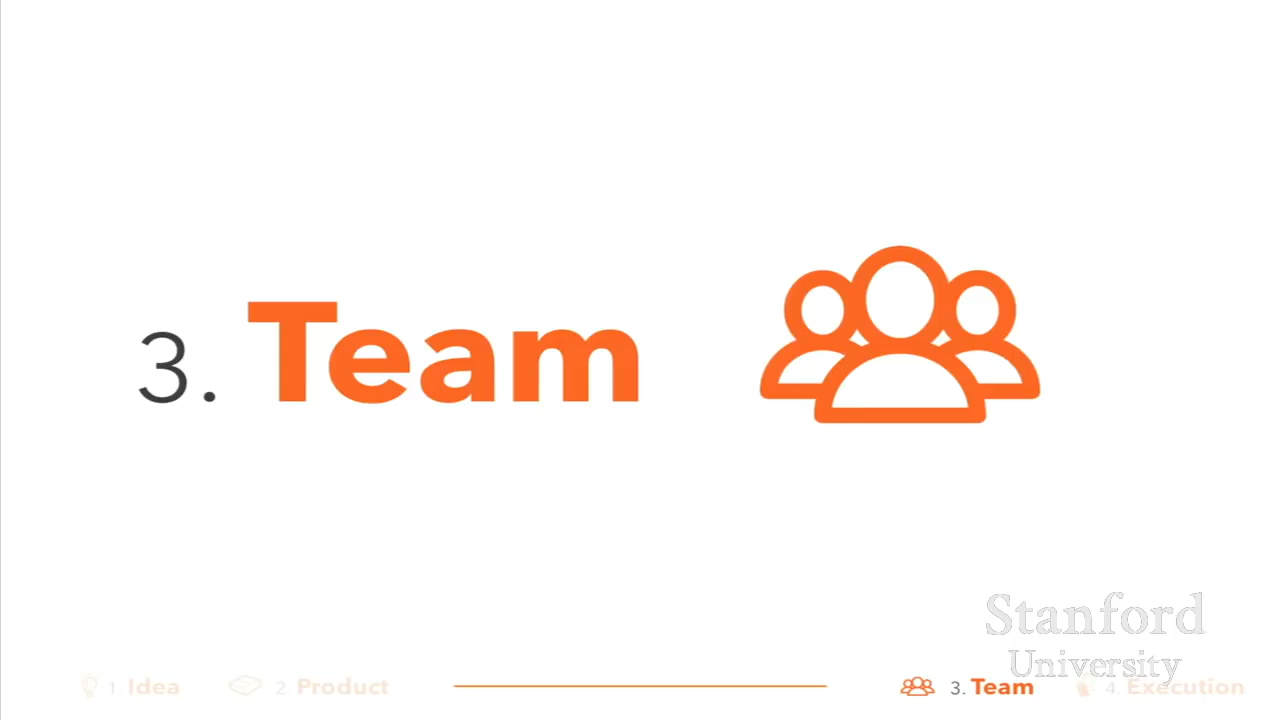 3. Team
Stanford
University
1. Idea 2. Product 3. Team 4. Execution